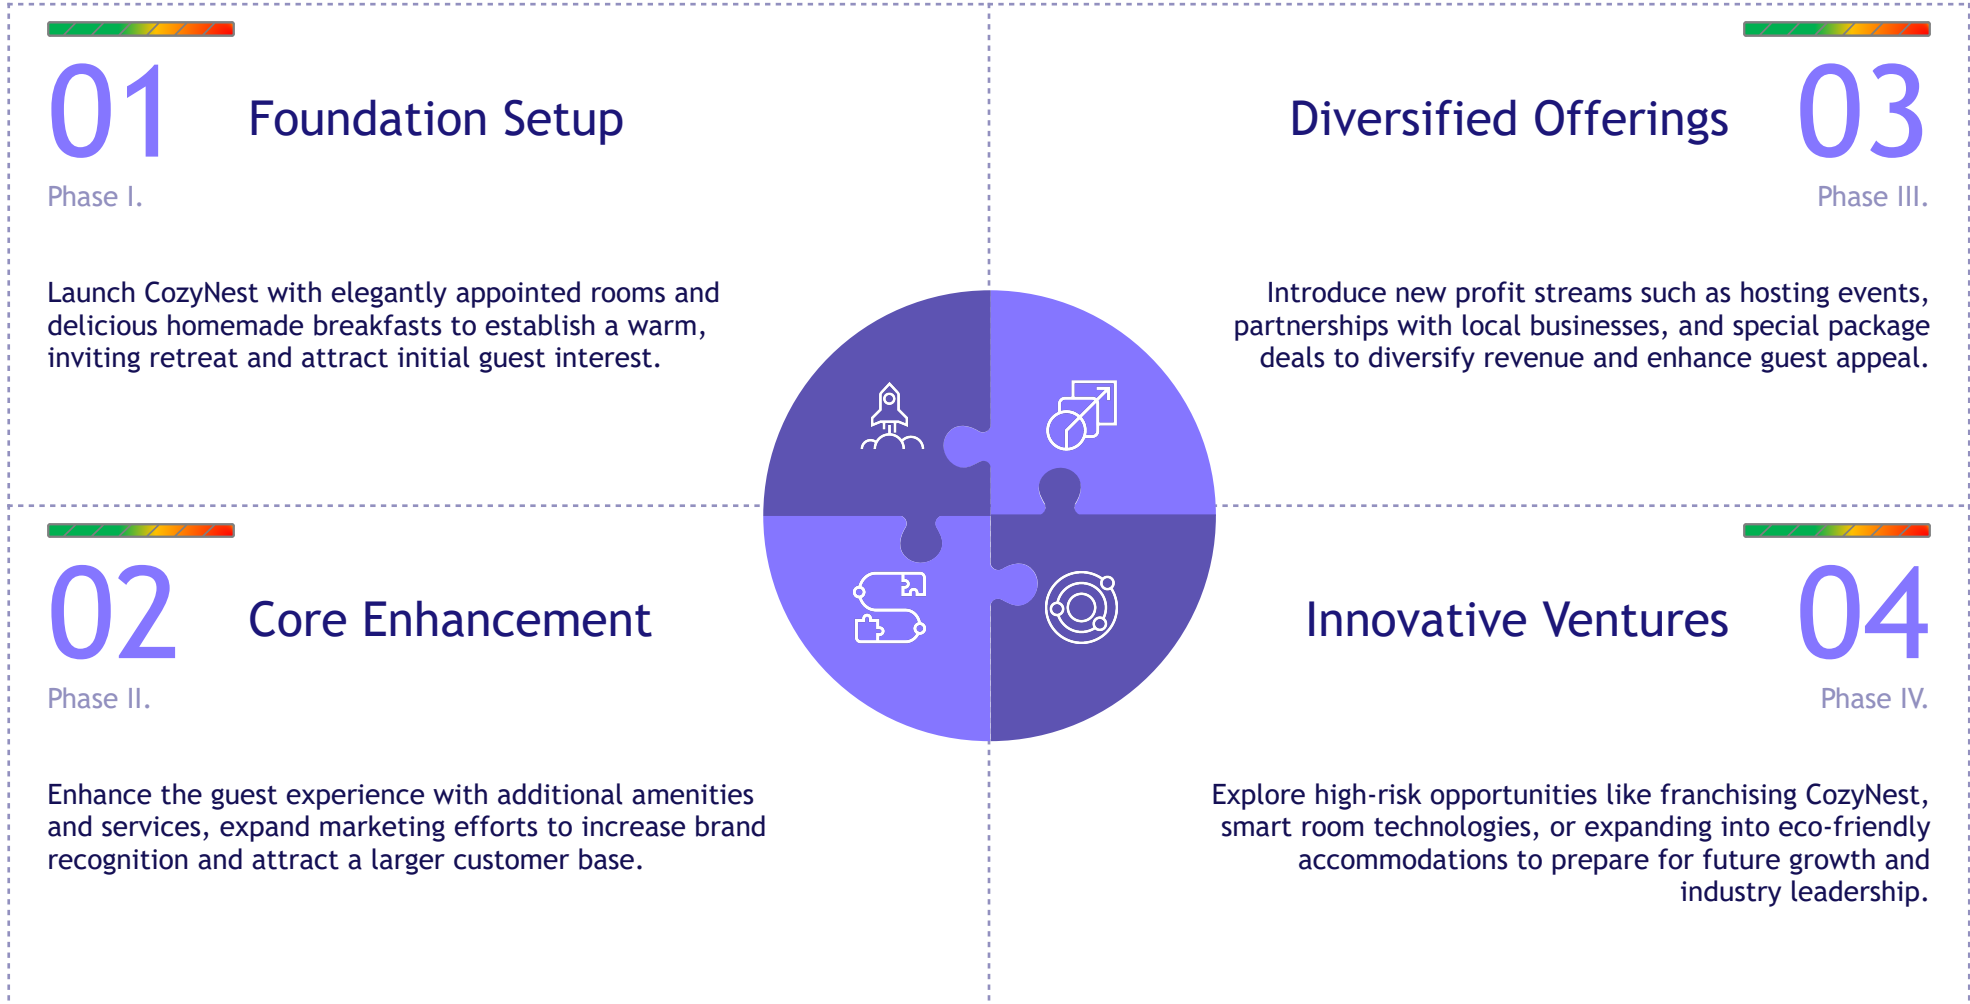 01
Foundation Setup
Phase I.
Launch CozyNest with elegantly appointed rooms and
delicious homemade breakfasts to establish a warm,
inviting retreat and attract initial guest interest.
02
Core Enhancement
Phase II.
Enhance the guest experience with additional amenities
and services, expand marketing efforts to increase brand
recognition and attract a larger customer base.
Diversified Offerings
03
Phase III.
Introduce new profit streams such as hosting events,
partnerships with local businesses, and special package
deals to diversify revenue and enhance guest appeal.
Innovative Ventures
04
Phase IV.
Explore high-risk opportunities like franchising CozyNest,
smart room technologies, or expanding into eco-friendly
accommodations to prepare for future growth and
industry leadership.